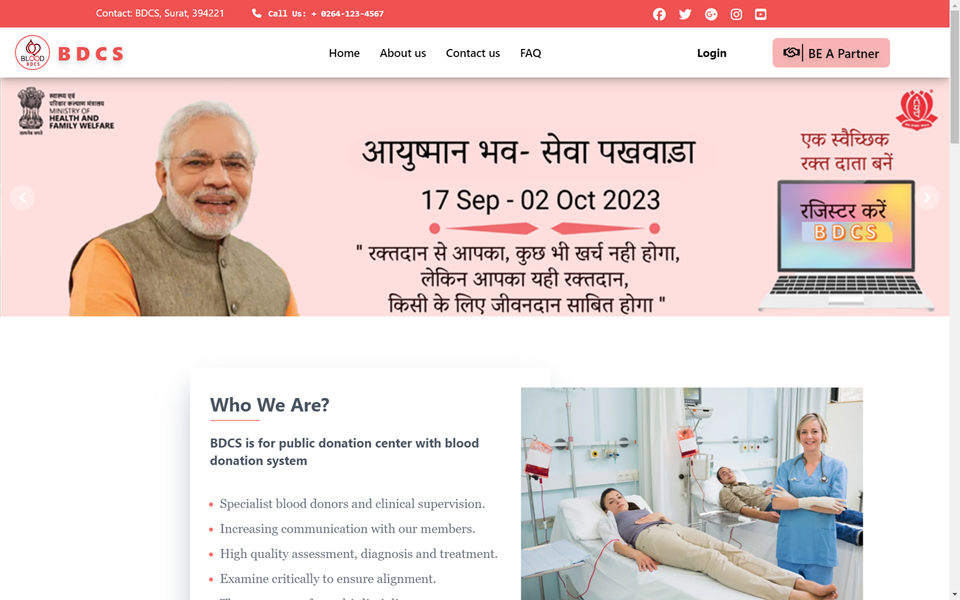 Contact: BDCS, Surat, 394221
Call Us: + 0264-123-4567
BLOOD
BDCS
BDCS
Home
About us
Contact us
FAQ
Login
BE A Partner
स्वास्थ्य एवं
परिवार कल्याण मंत्रालय
MINISTRY OF
HEALTH AND
FAMILY WELFARE
सत्यमेव जयते
आयुष्मान भव- सेवा पखवाड़ा
17 Sep - 02 Oct 2023
" रक्तदान से आपका, कुछ भी खर्च नही होगा,
लेकिन आपका यही रक्तदान,
किसी के लिए जीवनदान साबित होगा "
एक स्वैच्छिक
रक्त दाता बनें
रजिस्टर करें
BDCS
Who We Are?
BDCS is for public donation center with blood
donation system
Specialist blood donors and clinical supervision.
Increasing communication with our members.
High quality assessment, diagnosis and treatment.
Examine critically to ensure alignment.